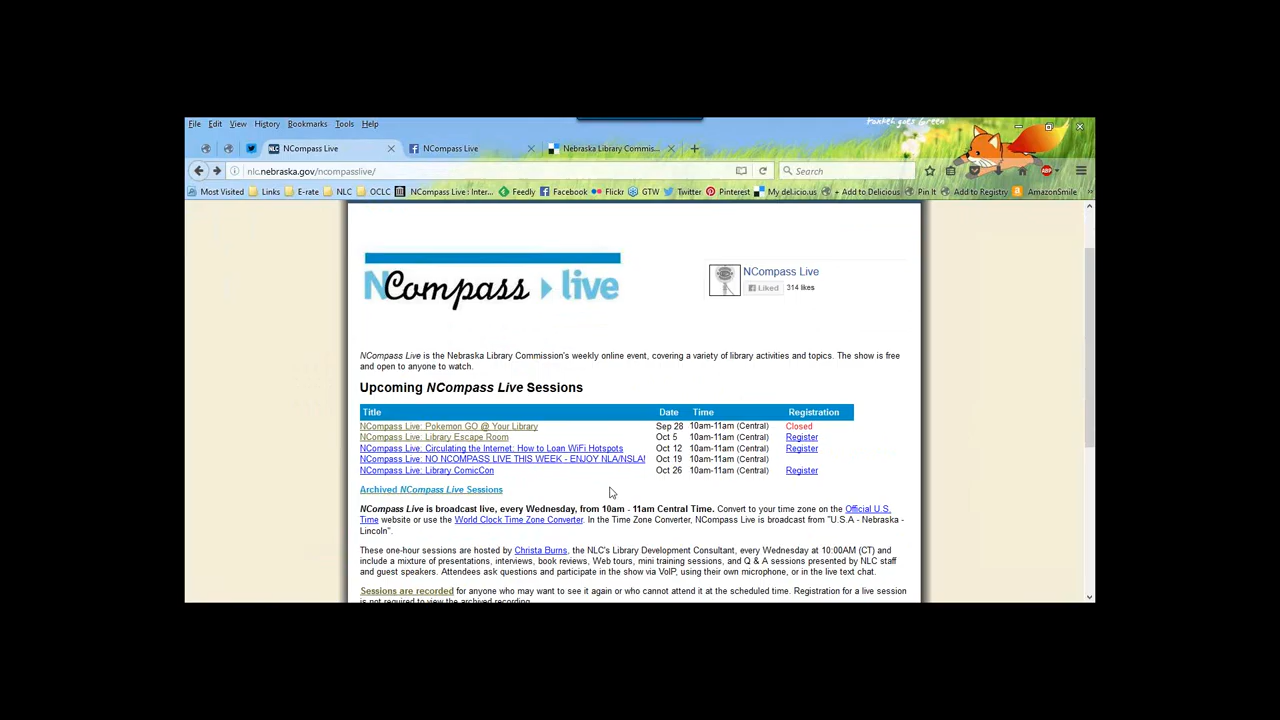 File Edit View History Bookmarks Tools Help
NCompass Live
NCompass Live
Nebraska Library Commiss...
nlc.nebraska.gov/ncompasslive/
Search
Most Visited Links E-rate NLC OCLC NCompass Live : Inter... Feedly Facebook Flickr GTW Twitter Pinterest My del.icio.us + Add to Delicious Pin It + Add to Registry AmazonSmile
NCompass live
NCompass Live
Liked 314 likes
NCompass Live is the Nebraska Library Commission's weekly online event, covering a variety of library activities and topics. The show is free
and open to anyone to watch.
Upcoming NCompass Live Sessions
Title Date Time Registration
NCompass Live: Pokemon GO @ Your Library Sep 28 10am-11am (Central) Closed
NCompass Live: Library Escape Room Oct 5 10am-11am (Central) Register
NCompass Live: Circulating the Internet: How to Loan WiFi Hotspots Oct 12 10am-11am (Central) Register
NCompass Live: NO NCOMPASS LIVE THIS WEEK - ENJOY NLA/NSLA! Oct 19 10am-11am (Central)
NCompass Live: Library ComicCon Oct 26 10am-11am (Central) Register
Archived NCompass Live Sessions
NCompass Live is broadcast live, every Wednesday, from 10am - 11am Central Time. Convert to your time zone on the Official U.S.
Time website or use the World Clock Time Zone Converter. In the Time Zone Converter, NCompass Live is broadcast from "U.S.A - Nebraska -
Lincoln".
These one-hour sessions are hosted by Christa Burns, the NLC's Library Development Consultant, every Wednesday at 10:00AM (CT) and
include a mixture of presentations, interviews, book reviews, Web tours, mini training sessions, and Q & A sessions presented by NLC staff
and guest speakers. Attendees ask questions and participate in the show via VoIP, using their own microphone, or in the live text chat.
Sessions are recorded for anyone who may want to see it again or who cannot attend it at the scheduled time. Registration for a live session
is not required to view the archived recording.